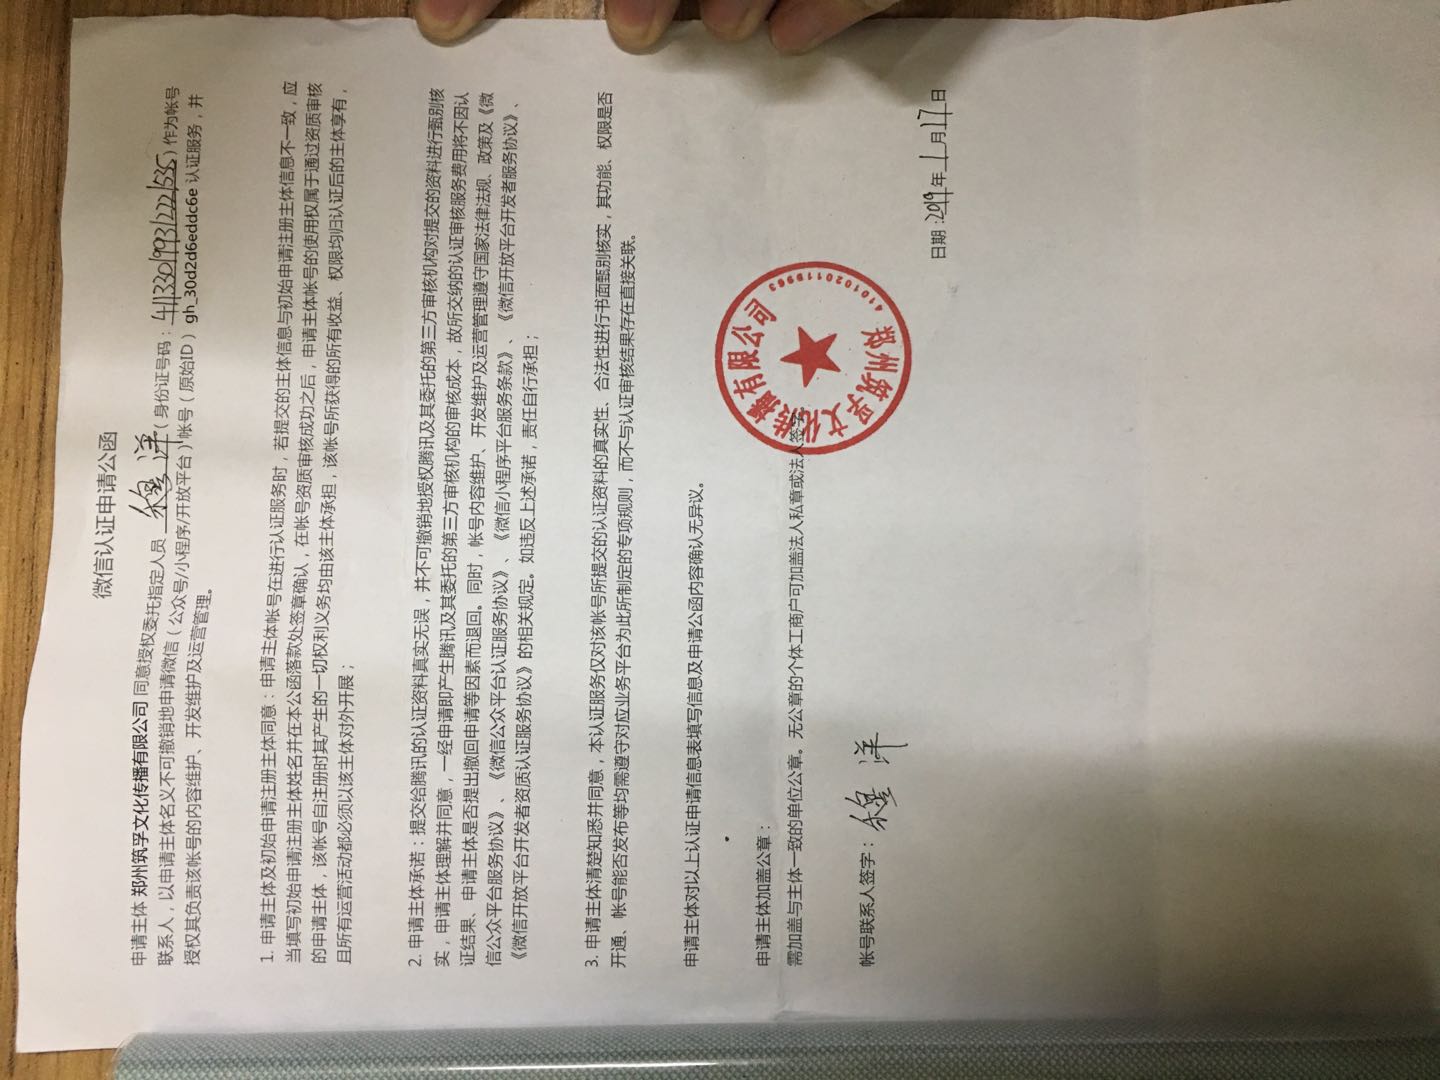 微信认证申请公函
申请主体 郑州筑孚文化传播有限公司 同意授权委托指定人员 穆洋 (身份证号码：411330199312221535) 作为帐号
联系人，以申请主体名义不可撤销地申请微信（公众号/小程序/开放平台）帐号（原始ID） gh_30d2d6eddc6e 认证服务，并
授权其负责该帐号的内容维护、开发维护及运营管理。
1. 申请主体及初始申请注册主体同意：申请主体帐号在进行认证服务时，若提交的主体信息与初始申请注册主体信息不一致，应
当填写初始申请注册主体姓名并在本公函落款处签章确认，在帐号资质审核成功之后，申请主体帐号的使用权属于通过资质审核
的申请主体，该帐号自注册时其产生的一切权利义务均由该主体承担，该帐号所获得的所有收益、权限均归认证后的主体享有，
且所有运营活动都必须以该主体对外开展；
2. 申请主体承诺：提交给腾讯的认证资料真实无误，并不可撤销地授权腾讯及其委托的第三方审核机构对提交的资料进行甄别核
实，申请主体理解并同意，一经申请即产生腾讯及其委托的第三方审核机构的审核成本，故所交纳的认证审核服务费用将不因认
证结果、申请主体是否提出撤回申请等因素而退回。同时，帐号内容维护、开发维护及运营管理遵守国家法律法规、政策及《微
信公众平台服务协议》、《微信公众平台认证服务协议》、《微信小程序平台服务条款》、《微信开放平台开发者服务协议》、
《微信开放平台开发者资质认证服务协议》的相关规定。如违反上述承诺，责任自行承担；
3. 申请主体清楚知悉并同意，本认证服务仅对该帐号所提交的认证资料的真实性、合法性进行书面甄别核实，其功能、权限是否
开通、帐号能否发布等均需遵守对应业务平台为此所制定的专项规则，而不与认证审核结果存在直接关联。
申请主体对以上认证申请信息表填写信息及申请公函内容确认无异议。
申请主体加盖公章：
需加盖与主体一致的单位公章。无公章的个体工商户可加盖法人私章或法人签字。
郑州筑孚文化传播有限公司
帐号联系人签字：穆洋
日期：2019年1月17日